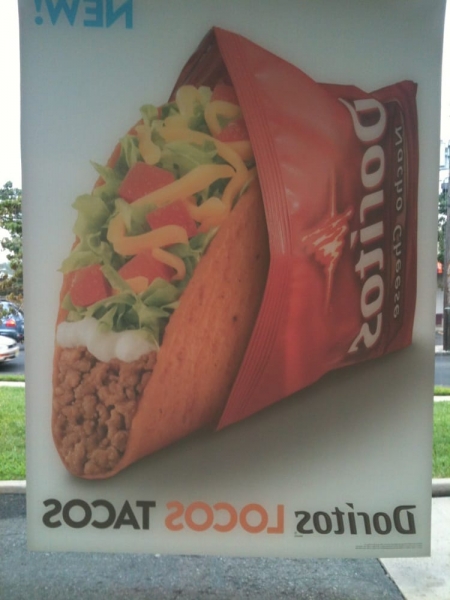 NEW!
Doritos
Nacho Cheese
Doritos LOCOS TACOS